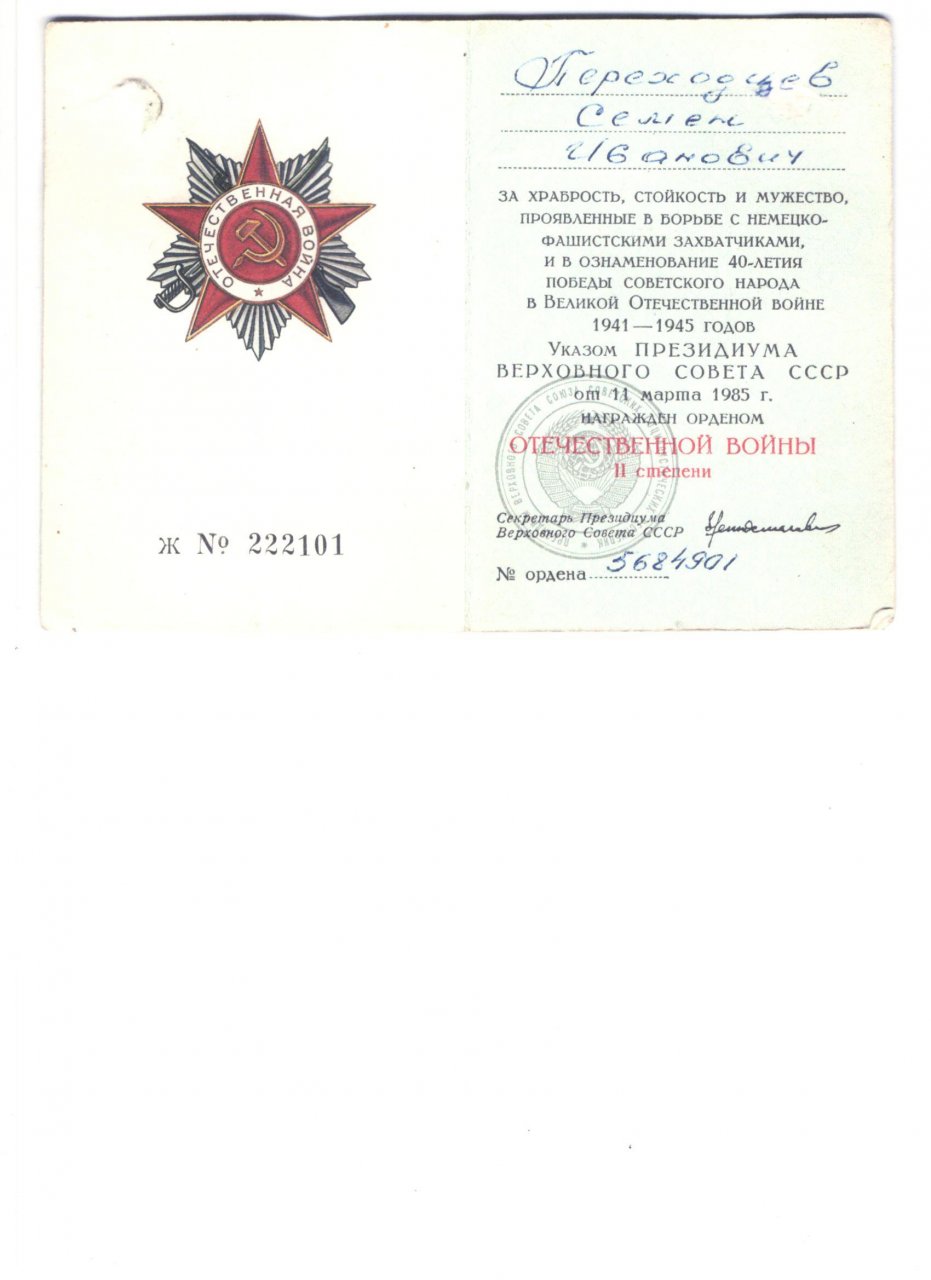 ОТЕЧЕСТВЕННАЯ ВОЙНА
Ж № 222101
Переходцев
Семен
Иванович
ЗА ХРАБРОСТЬ, СТОЙКОСТЬ И МУЖЕСТВО,
ПРОЯВЛЕННЫЕ В БОРЬБЕ С НЕМЕЦКО-
ФАШИСТСКИМИ ЗАХВАТЧИКАМИ,
И В ОЗНАМЕНОВАНИЕ 40-ЛЕТИЯ
ПОБЕДЫ СОВЕТСКОГО НАРОДА
В ВЕЛИКОЙ ОТЕЧЕСТВЕННОЙ ВОЙНЕ
1941—1945 ГОДОВ
УКАЗОМ ПРЕЗИДИУМА
ВЕРХОВНОГО СОВЕТА СССР
от 11 марта 1985 г.
НАГРАЖДЕН ОРДЕНОМ
ОТЕЧЕСТВЕННОЙ ВОЙНЫ
II степени
Секретарь Президиума
Верховного Совета СССР
№ ордена 5684901